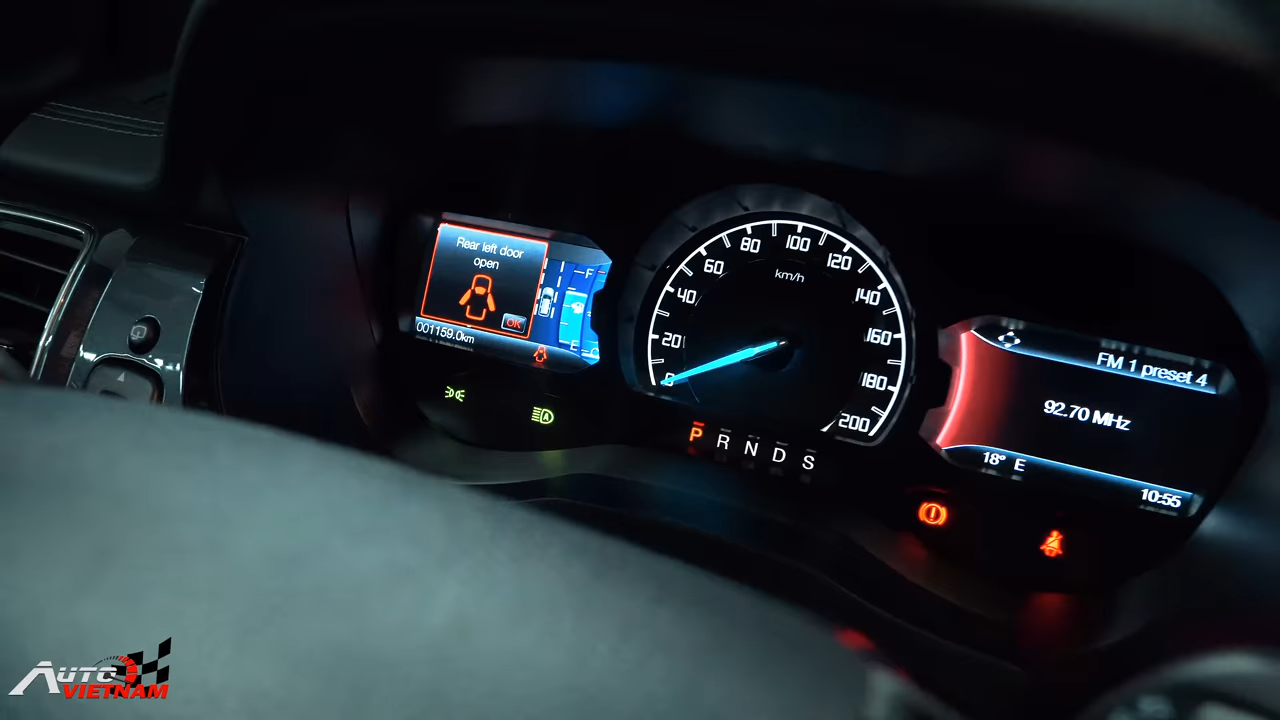 Rear left door
open
OK
001159.0km
F
E
0
20
40
60
80
100
120
140
160
180
200
km/h
P R N D S
FM 1 preset 4
92.70 MHz
18° E
10:55
A
AUTO
VIETNAM